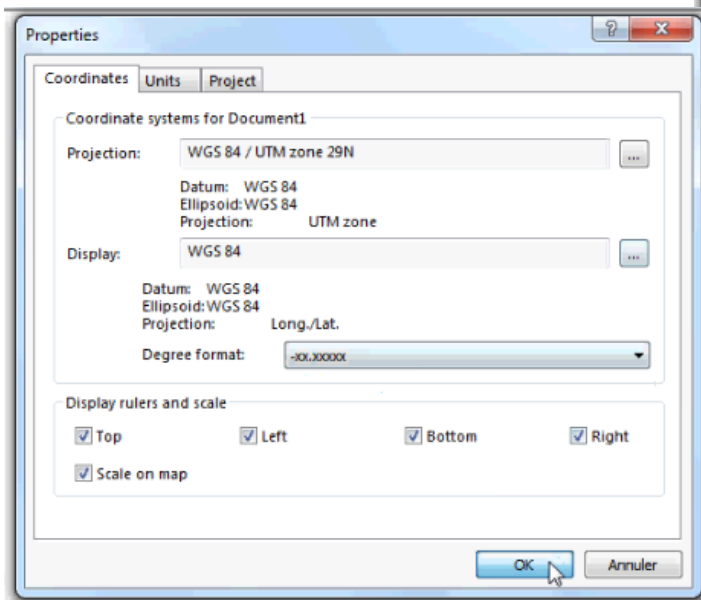 Properties
?
Coordinates Units Project
Coordinate systems for Document1
Projection: WGS 84 / UTM zone 29N ...
Datum: WGS 84
Ellipsoid: WGS 84
Projection: UTM zone
Display: WGS 84 ...
Datum: WGS 84
Ellipsoid: WGS 84
Projection: Long./Lat.
Degree format: -xx.xxxxx
Display rulers and scale
Top Left Bottom Right
Scale on map
OK Annuler